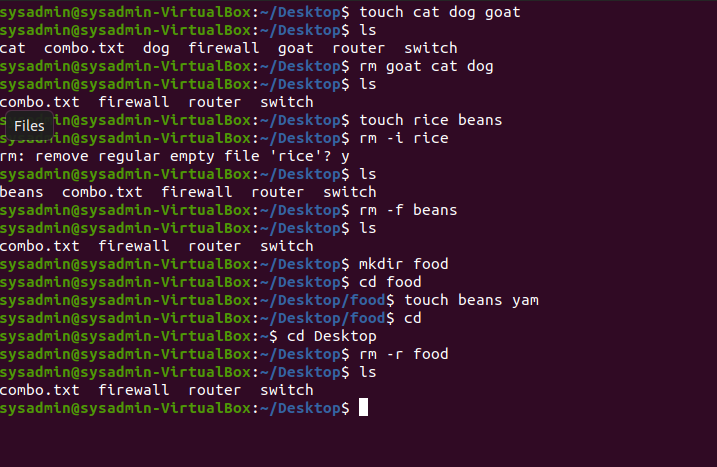 sysadmin@sysadmin-VirtualBox:~/Desktop$ touch cat dog goat
sysadmin@sysadmin-VirtualBox:~/Desktop$ ls
cat  combo.txt  dog  firewall  goat  router  switch
sysadmin@sysadmin-VirtualBox:~/Desktop$ rm goat cat dog
sysadmin@sysadmin-VirtualBox:~/Desktop$ ls
combo.txt  firewall  router  switch
sysadmin@sysadmin-VirtualBox:~/Desktop$ touch rice beans
Files
sysadmin@sysadmin-VirtualBox:~/Desktop$ rm -i rice
rm: remove regular empty file 'rice'? y
sysadmin@sysadmin-VirtualBox:~/Desktop$ ls
beans  combo.txt  firewall  router  switch
sysadmin@sysadmin-VirtualBox:~/Desktop$ rm -f beans
sysadmin@sysadmin-VirtualBox:~/Desktop$ ls
combo.txt  firewall  router  switch
sysadmin@sysadmin-VirtualBox:~/Desktop$ mkdir food
sysadmin@sysadmin-VirtualBox:~/Desktop$ cd food
sysadmin@sysadmin-VirtualBox:~/Desktop/food$ touch beans yam
sysadmin@sysadmin-VirtualBox:~/Desktop/food$ cd
sysadmin@sysadmin-VirtualBox:~$ cd Desktop
sysadmin@sysadmin-VirtualBox:~/Desktop$ rm -r food
sysadmin@sysadmin-VirtualBox:~/Desktop$ ls
combo.txt  firewall  router  switch
sysadmin@sysadmin-VirtualBox:~/Desktop$